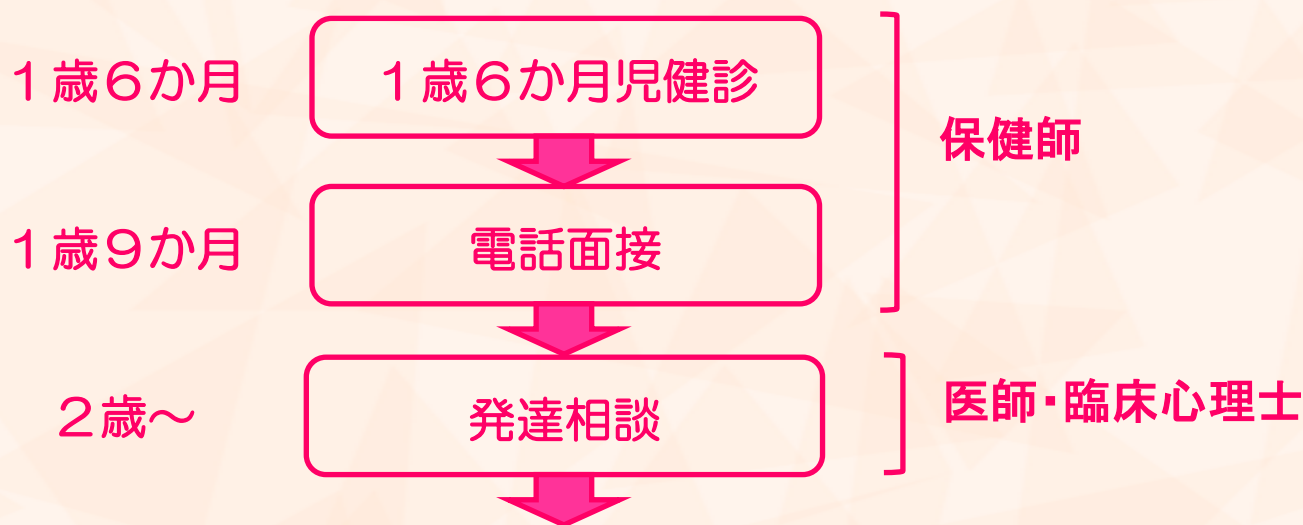 1歳6か月
1歳6か月児健診
保健師
1歳9か月
電話面接
2歳～
発達相談
医師・臨床心理士